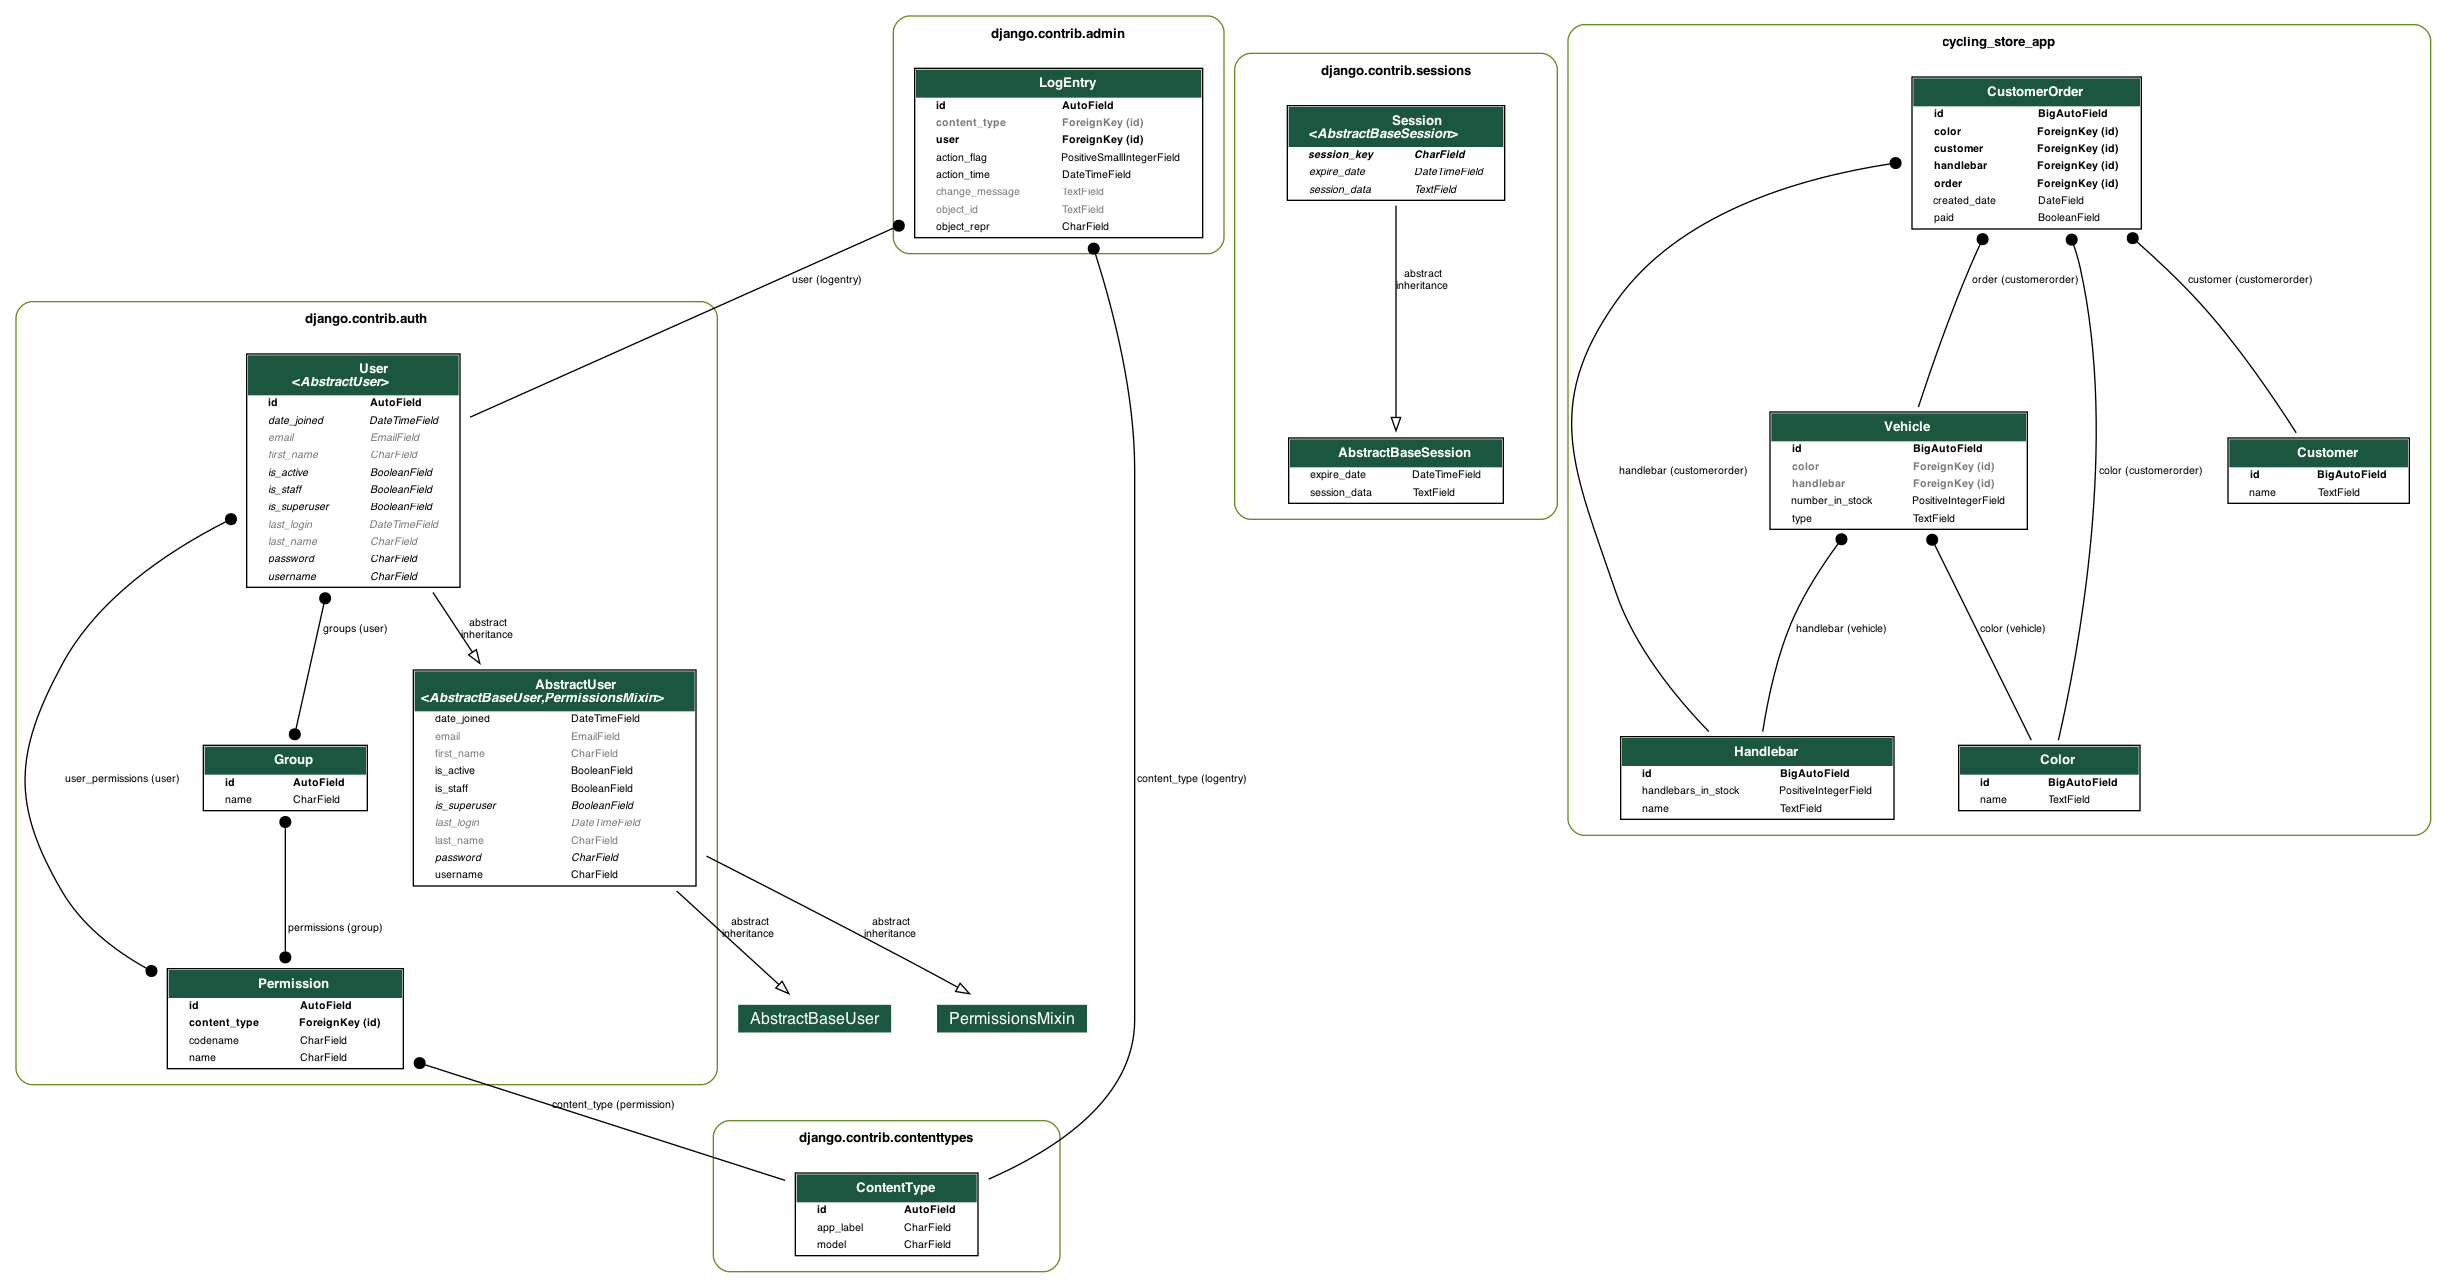 django.contrib.admin
LogEntry
id AutoField
content_type ForeignKey (id)
user ForeignKey (id)
action_flag PositiveSmallIntegerField
action_time DateTimeField
change_message TextField
object_id TextField
object_repr CharField
user (logentry)
content_type (logentry)
django.contrib.sessions
Session
<AbstractBaseSession>
session_key CharField
expire_date DateTimeField
session_data TextField
abstract
inheritance
AbstractBaseSession
expire_date DateTimeField
session_data TextField
cycling_store_app
CustomerOrder
id BigAutoField
color ForeignKey (id)
customer ForeignKey (id)
handlebar ForeignKey (id)
order ForeignKey (id)
created_date DateField
paid BooleanField
order (customerorder)
customer (customerorder)
handlebar (customerorder)
color (customerorder)
Vehicle
id BigAutoField
color ForeignKey (id)
handlebar ForeignKey (id)
number_in_stock PositiveIntegerField
type TextField
Customer
id BigAutoField
name TextField
handlebar (vehicle)
color (vehicle)
Handlebar
id BigAutoField
handlebars_in_stock PositiveIntegerField
name TextField
Color
id BigAutoField
name TextField
django.contrib.auth
User
<AbstractUser>
id AutoField
date_joined DateTimeField
email EmailField
first_name CharField
is_active BooleanField
is_staff BooleanField
is_superuser BooleanField
last_login DateTimeField
last_name CharField
password CharField
username CharField
groups (user)
abstract
inheritance
user_permissions (user)
AbstractUser
<AbstractBaseUser,PermissionsMixin>
date_joined DateTimeField
email EmailField
first_name CharField
is_active BooleanField
is_staff BooleanField
is_superuser BooleanField
last_login DateTimeField
last_name CharField
password CharField
username CharField
Group
id AutoField
name CharField
permissions (group)
abstract
inheritance
abstract
inheritance
Permission
id AutoField
content_type ForeignKey (id)
codename CharField
name CharField
AbstractBaseUser
PermissionsMixin
content_type (permission)
django.contrib.contenttypes
ContentType
id AutoField
app_label CharField
model CharField